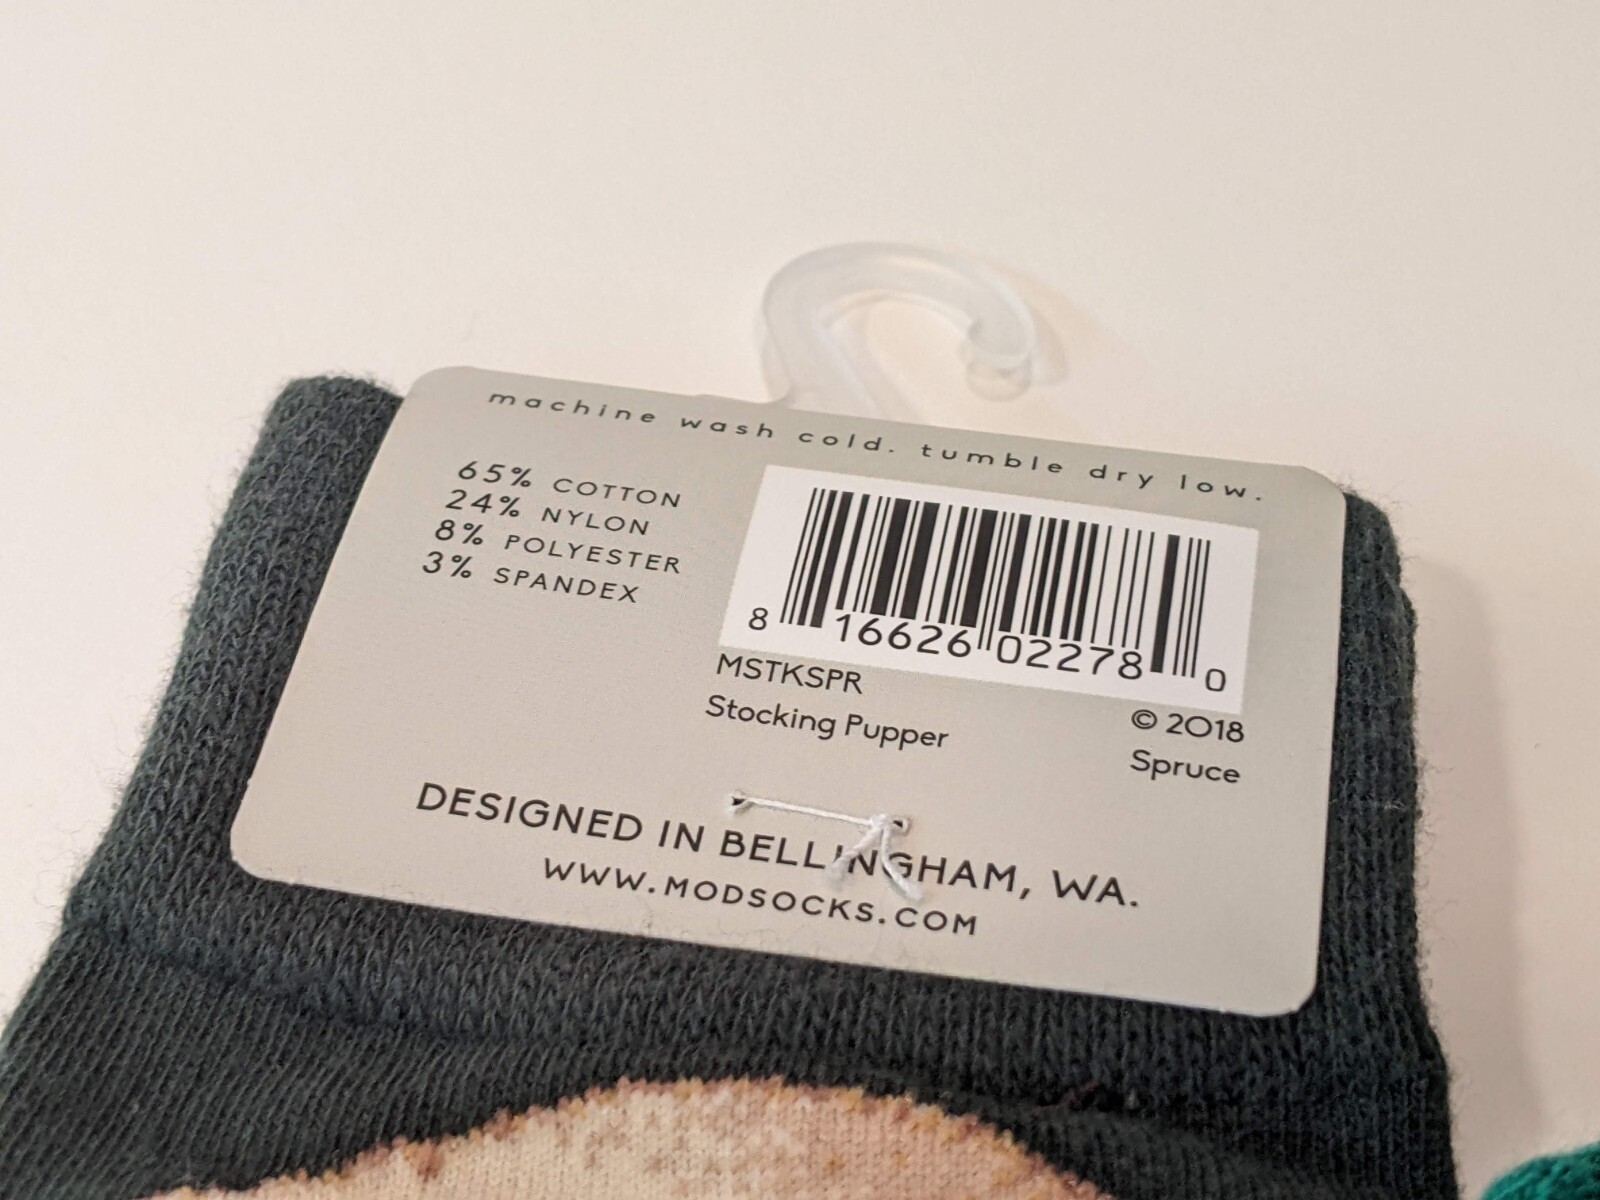 machine wash cold. tumble dry low.
65% COTTON
24% NYLON
8% POLYESTER
3% SPANDEX
8 16626 02278 0
MSTKSPR
Stocking Pupper
© 2018
Spruce
DESIGNED IN BELLINGHAM, WA.
WWW.MODSOCKS.COM